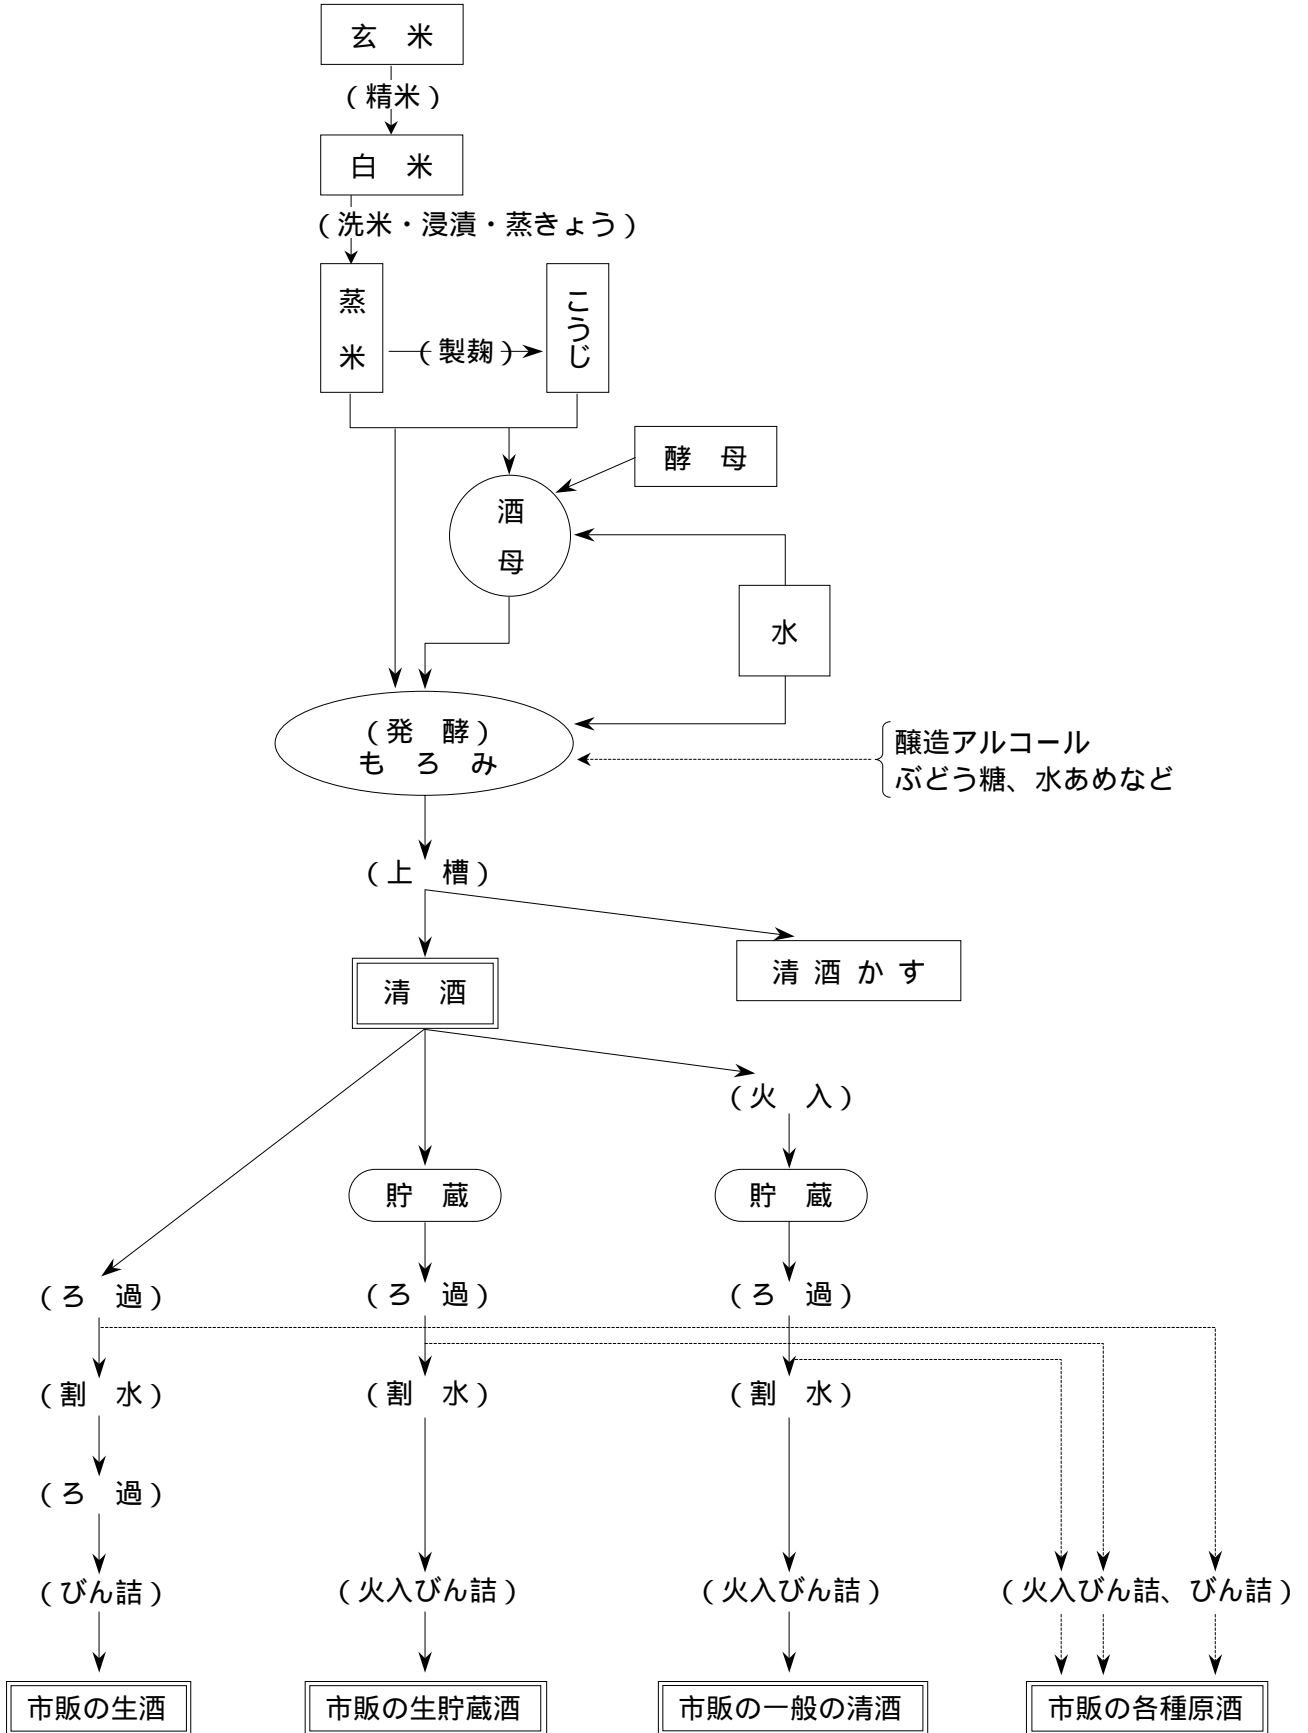 玄　米
（精米）
白　米
（洗米・浸漬・蒸きょう）
蒸米
（製麹）
こうじ
酵　母
酒母
水
（発　酵）
も　ろ　み
醸造アルコール
ぶどう糖、水あめなど
（上　槽）
清 酒 か す
清　酒
（火　入）
貯　蔵
貯　蔵
（ろ　過）
（ろ　過）
（ろ　過）
（割　水）
（割　水）
（割　水）
（ろ　過）
（びん詰）
（火入びん詰）
（火入びん詰）
（火入びん詰、びん詰）
市販の生酒
市販の生貯蔵酒
市販の一般の清酒
市販の各種原酒